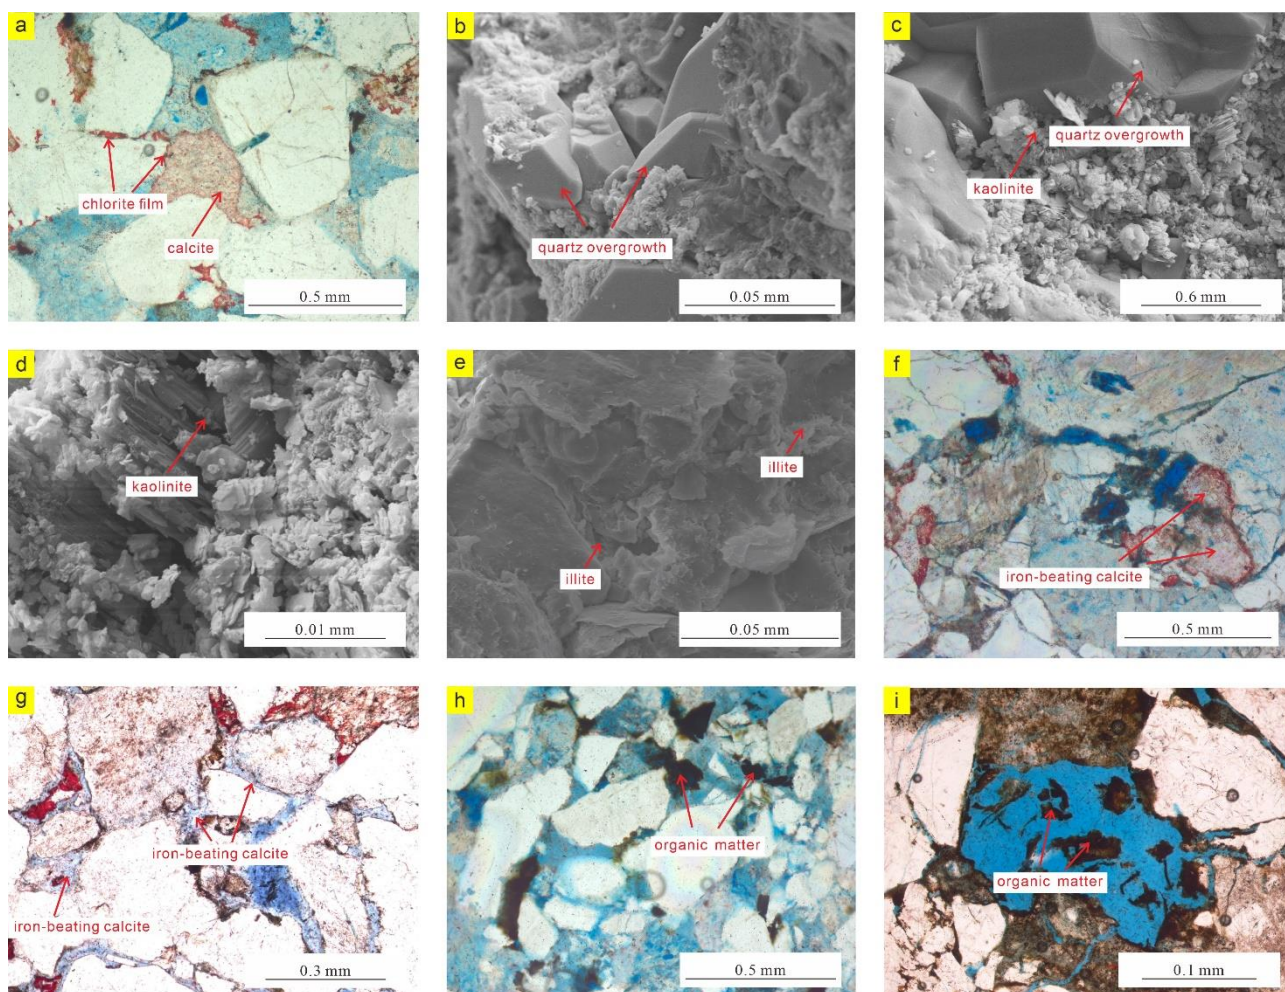 a
chlorite film
calcite
0.5 mm
b
quartz overgrowth
0.05 mm
c
quartz overgrowth
kaolinite
0.6 mm
d
kaolinite
0.01 mm
e
illite
illite
0.05 mm
f
iron-beating calcite
0.5 mm
g
iron-beating calcite
iron-beating calcite
0.3 mm
h
organic matter
0.5 mm
i
organic matter
0.1 mm